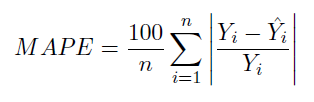 MAPE = \frac{100}{n} \sum_{i=1}^{n} \left| \frac{Y_i - \hat{Y}_i}{Y_i} \right|